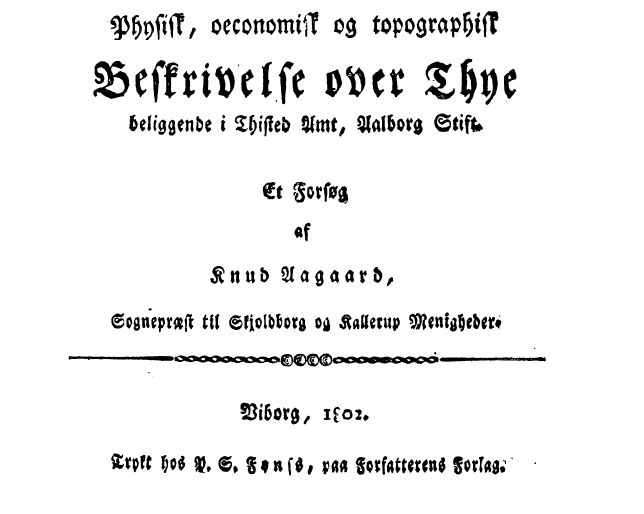 Physisk, oeconomisk og topographisk
Beskrivelse over Thye
beliggende i Thisted Amt, Aalborg Stift.
Et Forsøg
af
Knud Aagaard,
Sognepræst til Skjoldborg og Kallerup Menigheder.
Viborg, 1802.
Trykt hos P. S. Fønss, paa Forfatterens Forlag.